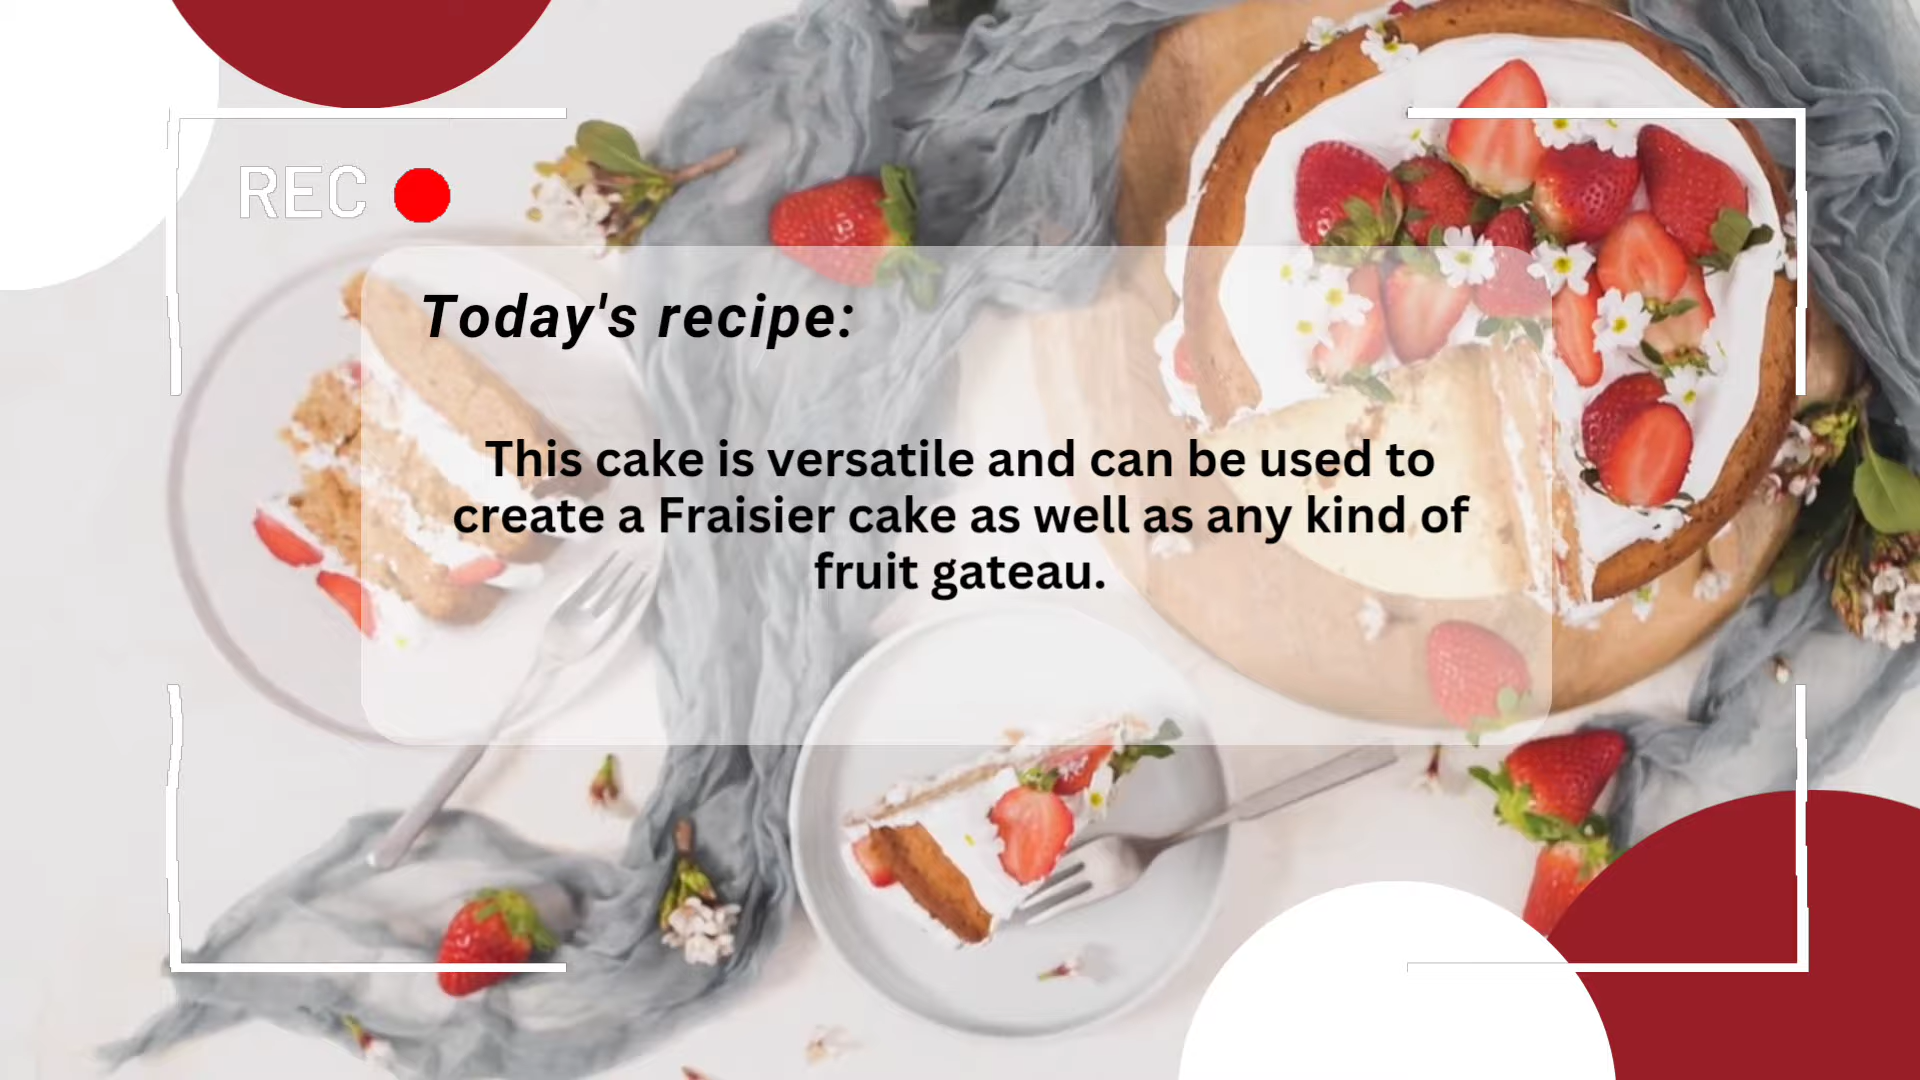 REC
Today's recipe:
This cake is versatile and can be used to
create a Fraisier cake as well as any kind of
fruit gateau.